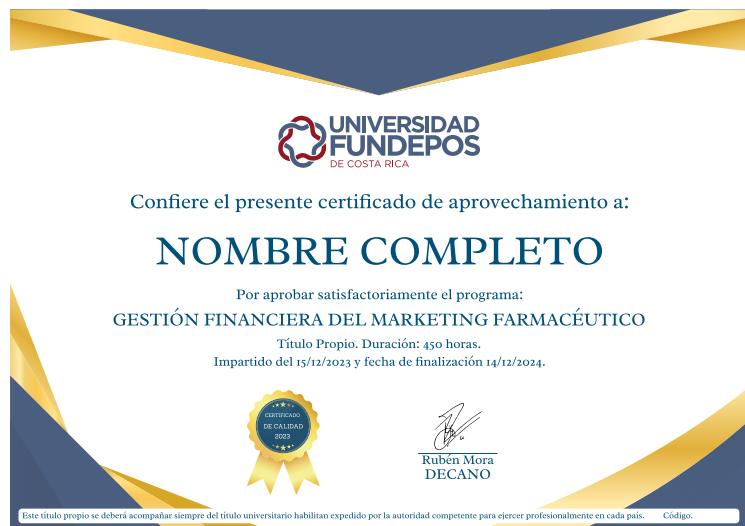 UNIVERSIDAD
FUNDEPOS
DE COSTA RICA
Confiere el presente certificado de aprovechamiento a:
NOMBRE COMPLETO
Por aprobar satisfactoriamente el programa:
GESTIÓN FINANCIERA DEL MARKETING FARMACÉUTICO
Título Propio. Duración: 450 horas.
Impartido del 15/12/2023 y fecha de finalización 14/12/2024.
CERTIFICADO
DE CALIDAD
2023
Rubén Mora
DECANO
Este título propio se deberá acompañar siempre del título universitario habilitan expedido por la autoridad competente para ejercer profesionalmente en cada país. Código.